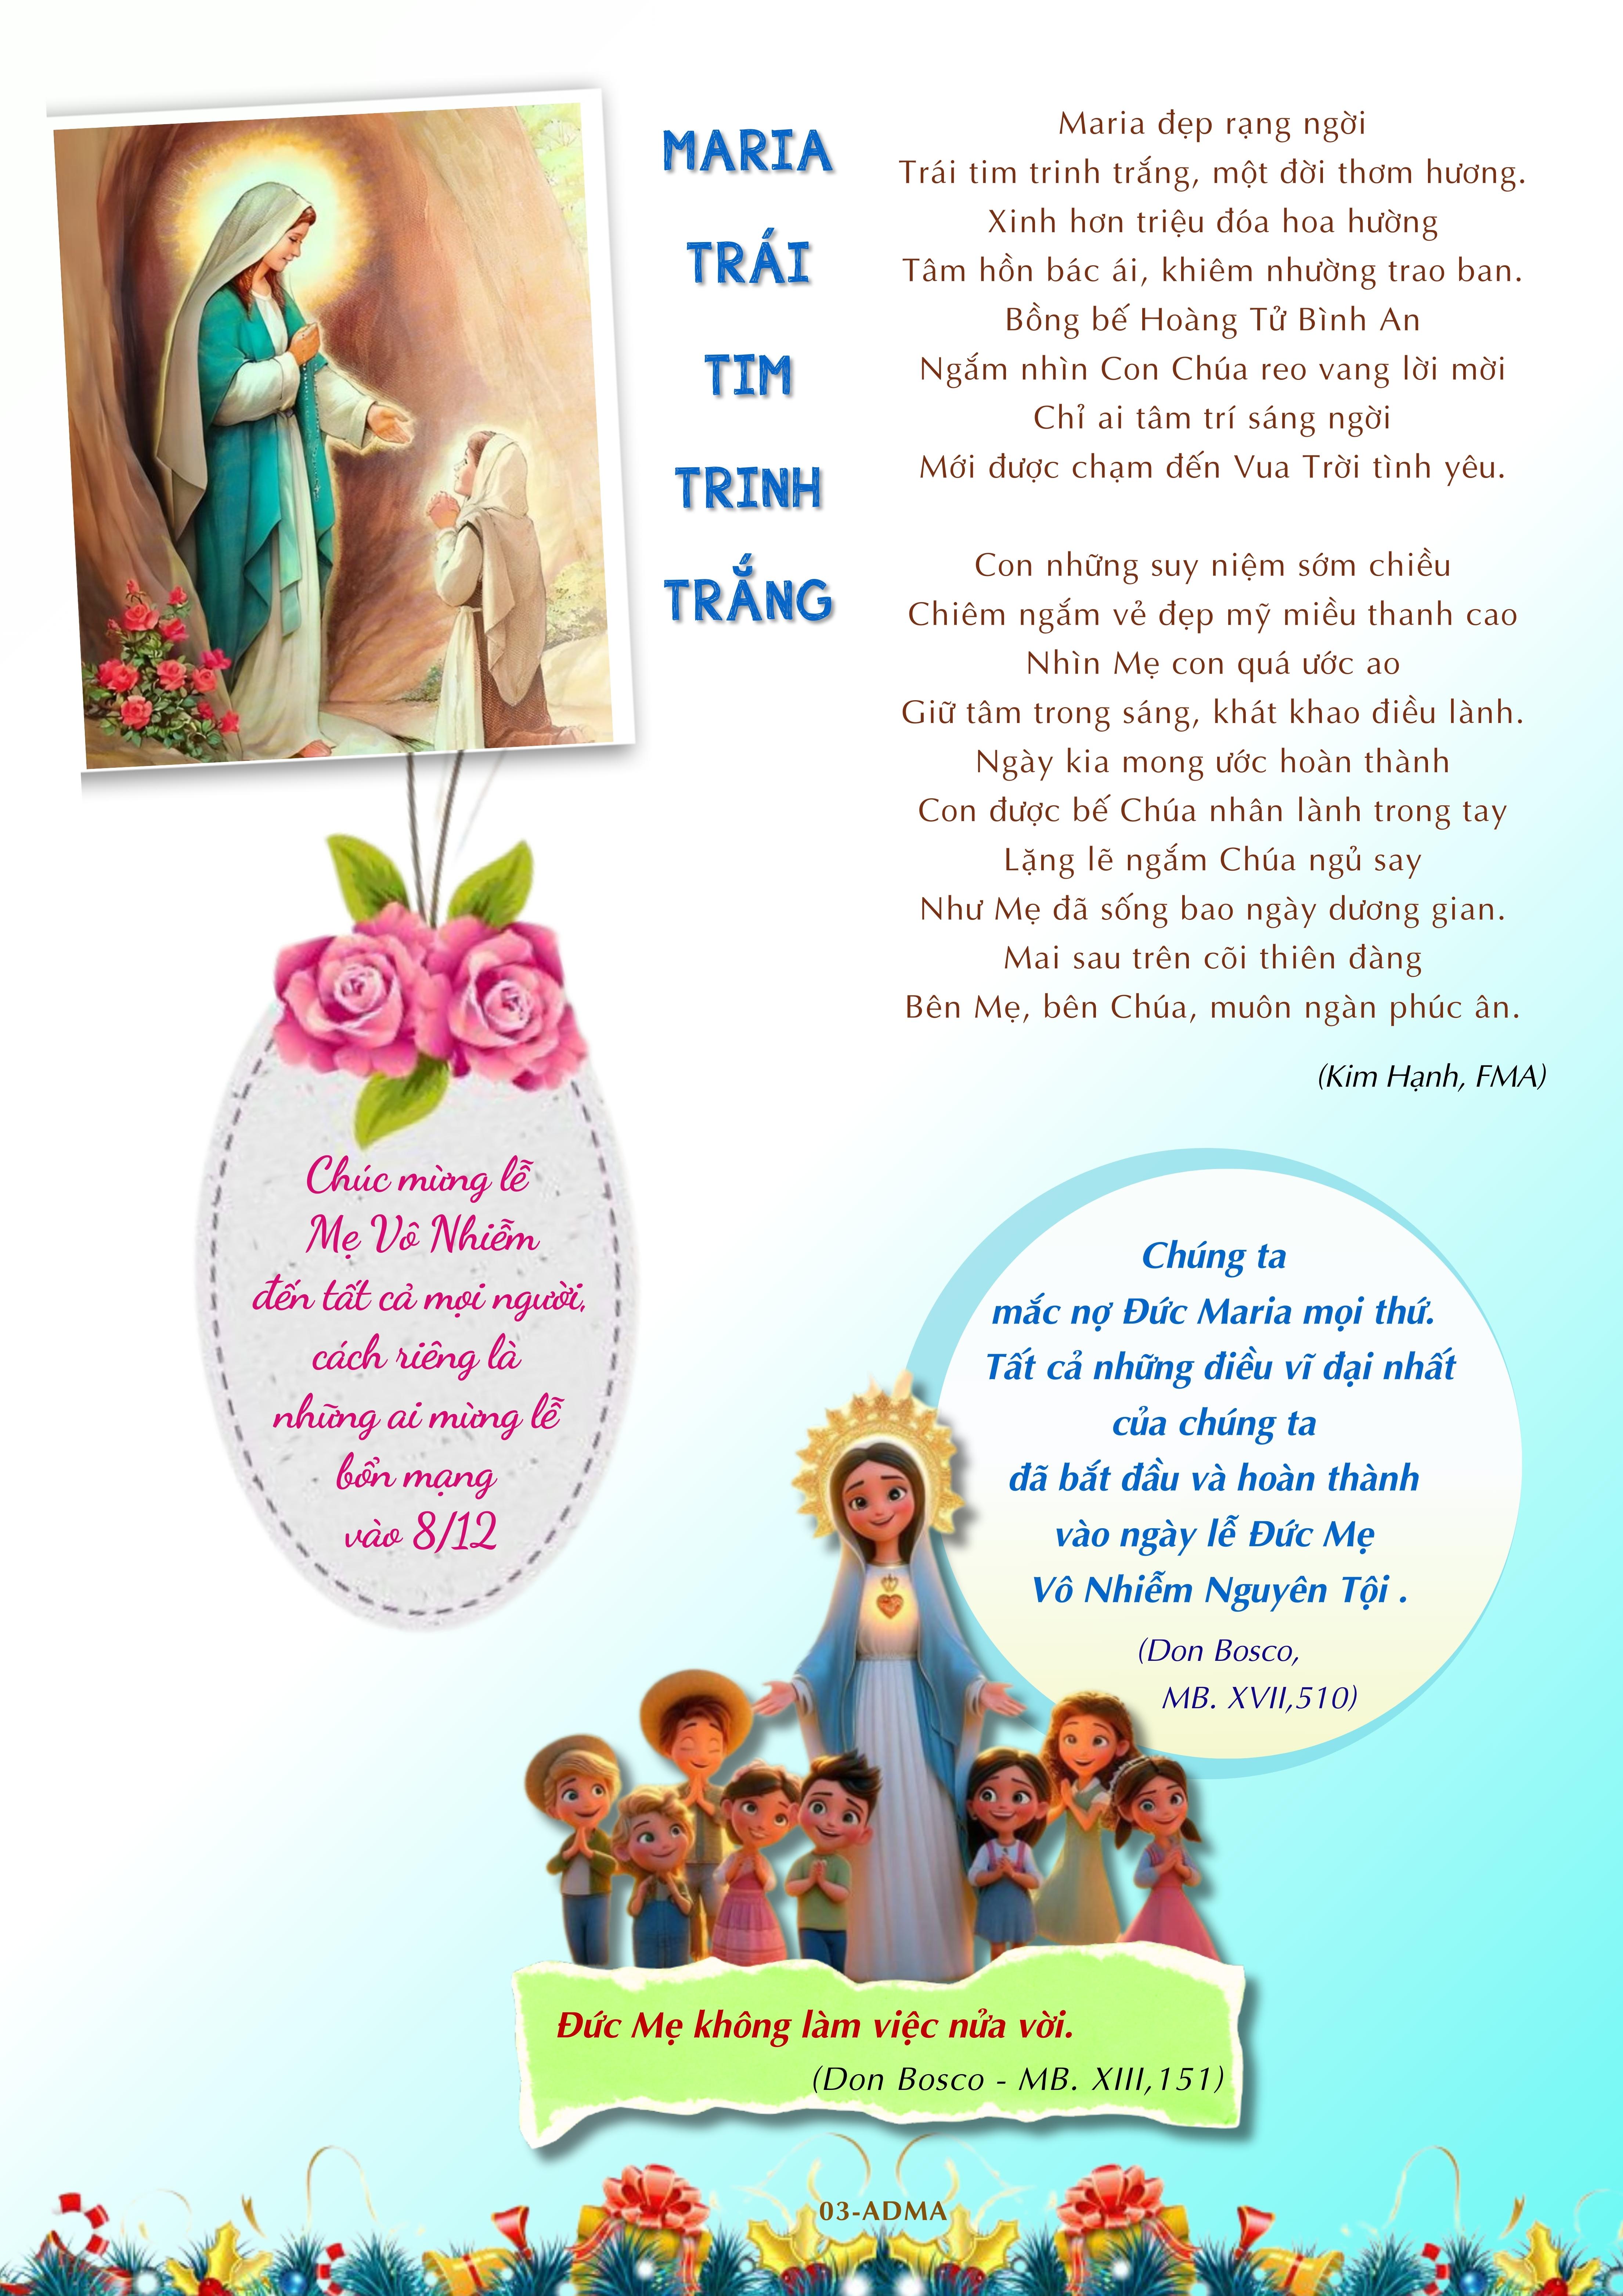 MARIA
TRÁI
TIM
TRINH
TRẮNG
Maria đẹp rạng ngời
Trái tim trinh trắng, một đời thơm hương.
Xinh hơn triệu đóa hoa hường
Tâm hồn bác ái, khiêm nhường trao ban.
Bồng bế Hoàng Tử Bình An
Ngắm nhìn Con Chúa reo vang lời mời
Chỉ ai tâm trí sáng ngời
Mới được chạm đến Vua Trời tình yêu.
Con những suy niệm sớm chiều
Chiêm ngắm vẻ đẹp mỹ miều thanh cao
Nhìn Mẹ con quá ước ao
Giữ tâm trong sáng, khát khao điều lành.
Ngày kia mong ước hoàn thành
Con được bế Chúa nhân lành trong tay
Lặng lẽ ngắm Chúa ngủ say
Như Mẹ đã sống bao ngày dương gian.
Mai sau trên cõi thiên đàng
Bên Mẹ, bên Chúa, muôn ngàn phúc ân.
(Kim Hạnh, FMA)
Chúc mừng lễ
Mẹ Vô Nhiễm
đến tất cả mọi người,
cách riêng là
những ai mừng lễ
bổn mạng
vào 8/12
Chúng ta
mắc nợ Đức Maria mọi thứ.
Tất cả những điều vĩ đại nhất
của chúng ta
đã bắt đầu và hoàn thành
vào ngày lễ Đức Mẹ
Vô Nhiễm Nguyên Tội .
(Don Bosco,
MB. XVII,510)
Đức Mẹ không làm việc nửa vời.
(Don Bosco - MB. XIII,151)
03-ADMA